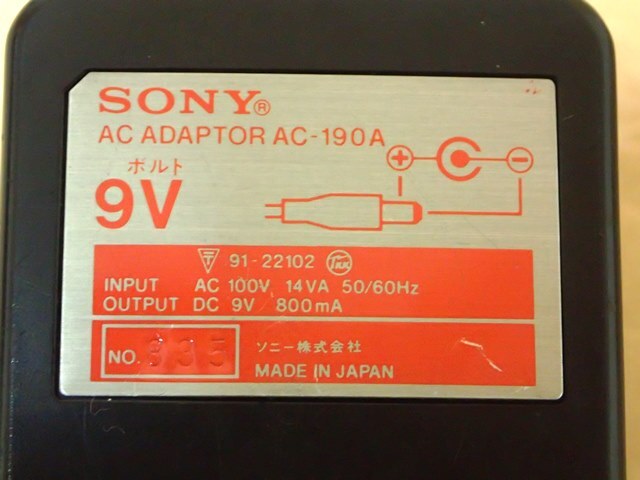 SONY®
AC ADAPTOR AC-190A
ボルト
9V
91-22102
INPUT AC 100V 14VA 50/60Hz
OUTPUT DC 9V 800mA
NO. 335
ソニー株式会社
MADE IN JAPAN